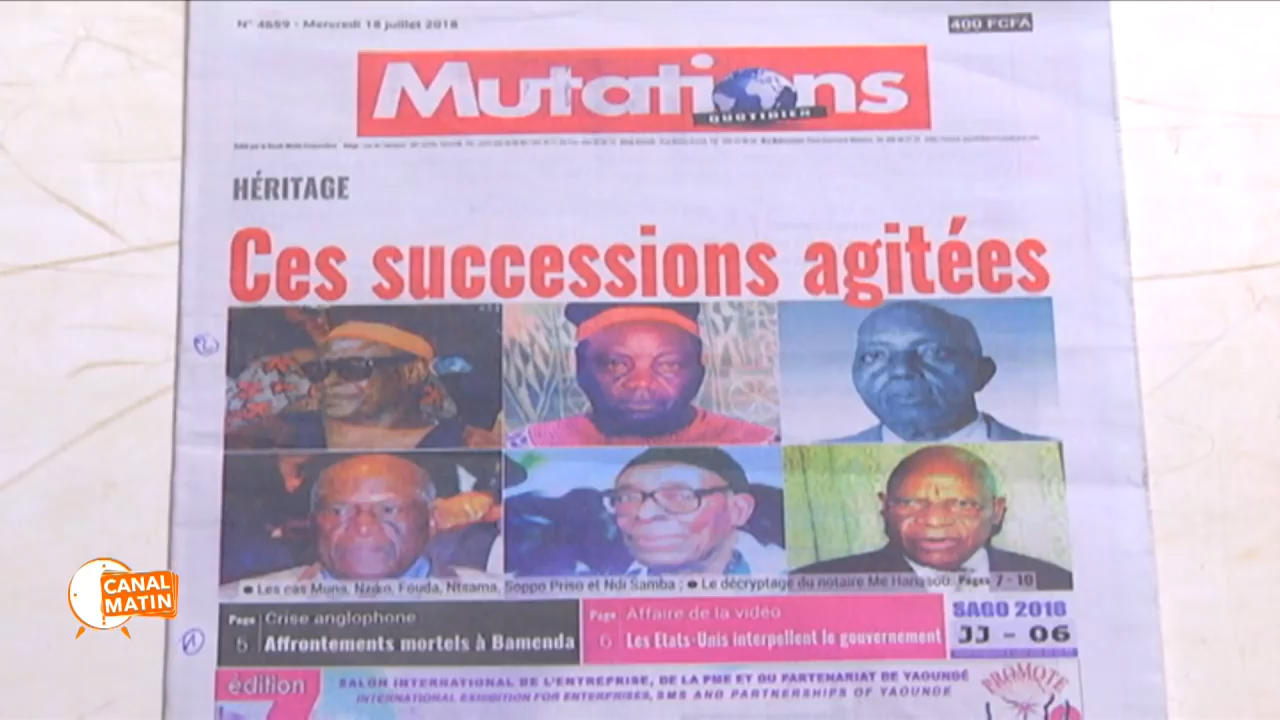 N° 4659 - Mercredi 18 juillet 2018
400 FCFA
Mutations
QUOTIDIEN
HÉRITAGE
Ces successions agitées
● Les cas Muna, Nziko, Fouda, Ntsama, Soppo Priso et Ndi Samba ; ● Le décryptage du notaire Me Pages 7 - 10
Page 5
Crise anglophone
Affrontements mortels à Bamenda
Page 6
Affaire de la vidéo
Les Etats-Unis interpellent le gouvernement
SAGO 2018
JJ - 06
édition
7
SALON INTERNATIONAL DE L'ENTREPRISE, DE LA PME ET DU PARTENARIAT DE YAOUNDÉ
INTERNATIONAL EXHIBITION FOR ENTERPRISES, SMS AND PARTNERSHIPS OF YAOUNDE
PROMOTE
CANAL
MATIN